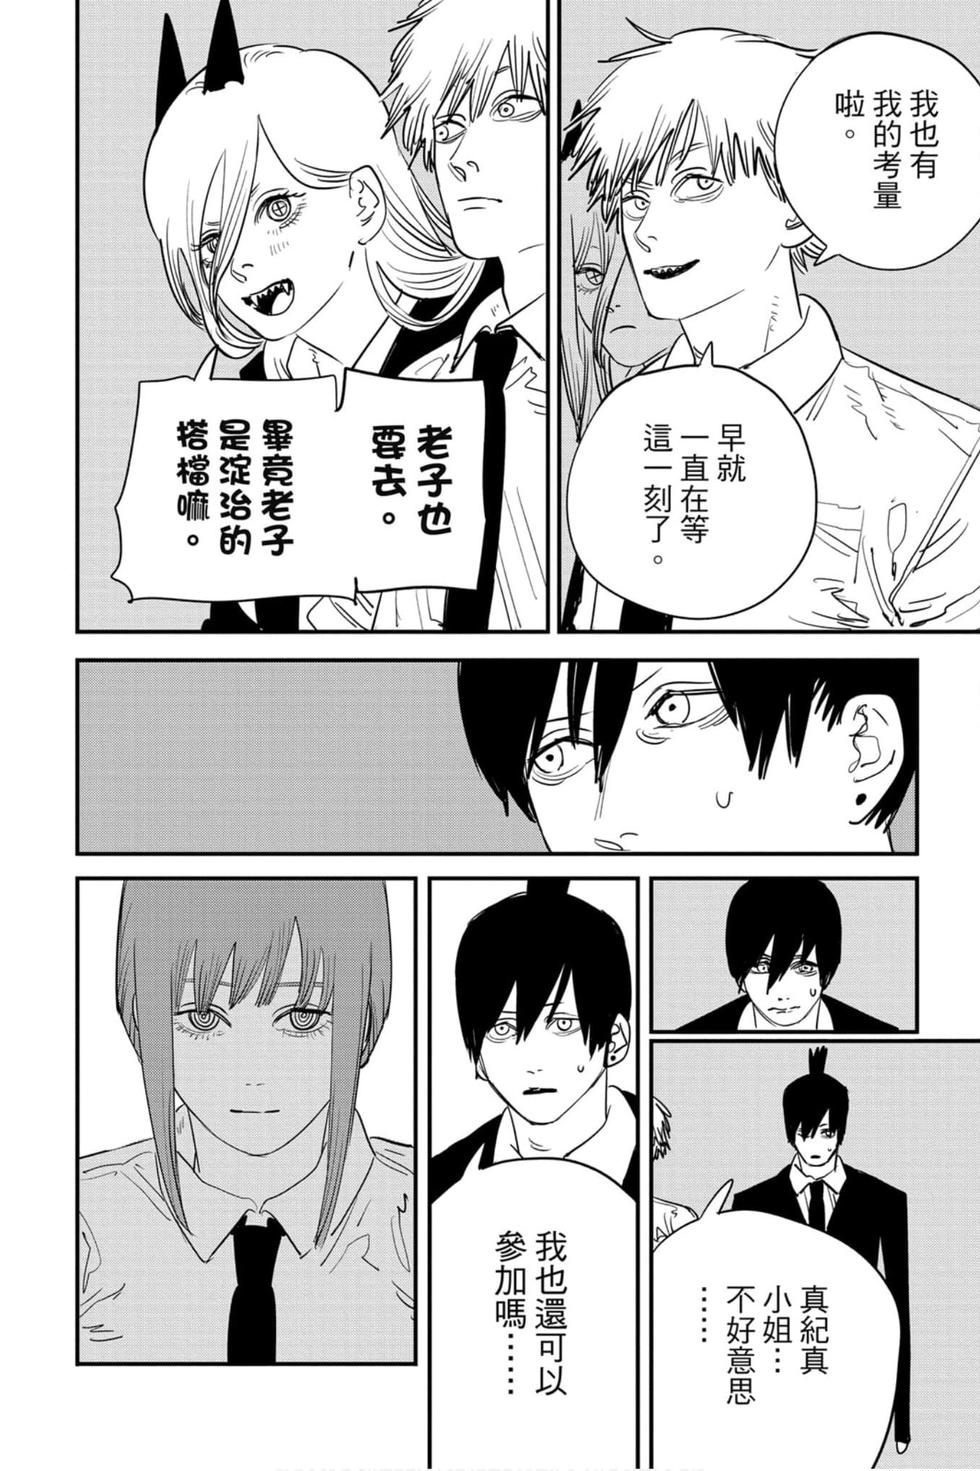 我也有
我的考量
啦。
早就
一直在等
這一刻了。
老子也
要去。
畢竟老子
是淀治的
搭檔嘛。
真紀真
小姐…
不好意思
……
我也還可以
參加嗎……